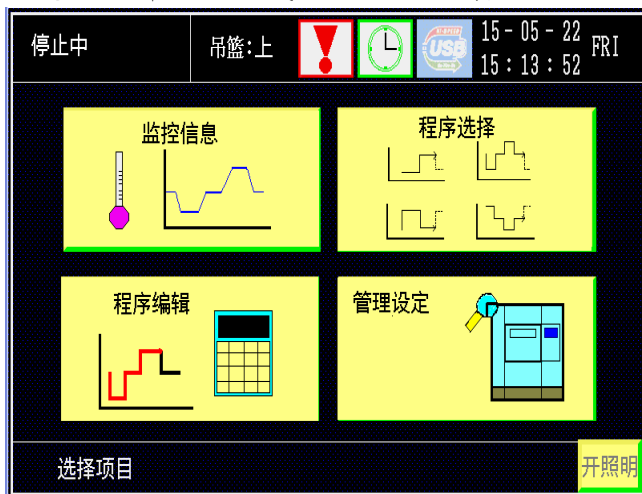 停止中
吊篮:上
USB
15-05-22
FRI
15:13:52
监控信息
程序选择
程序编辑
管理设定
选择项目
开照明